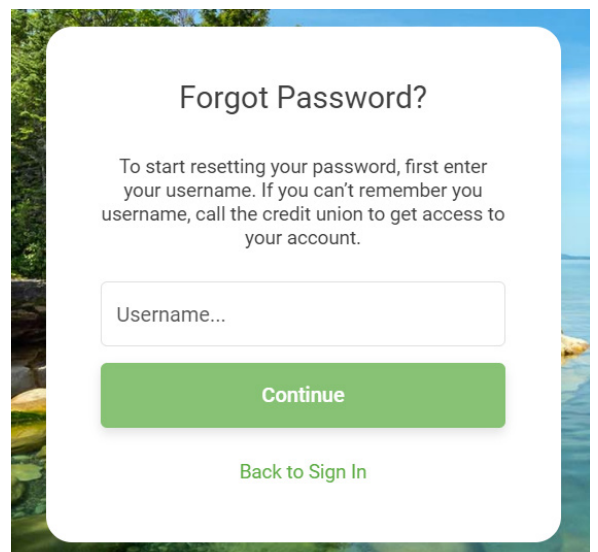 Forgot Password?
To start resetting your password, first enter
your username. If you can't remember you
username, call the credit union to get access to
your account.
Username...
Continue
Back to Sign In